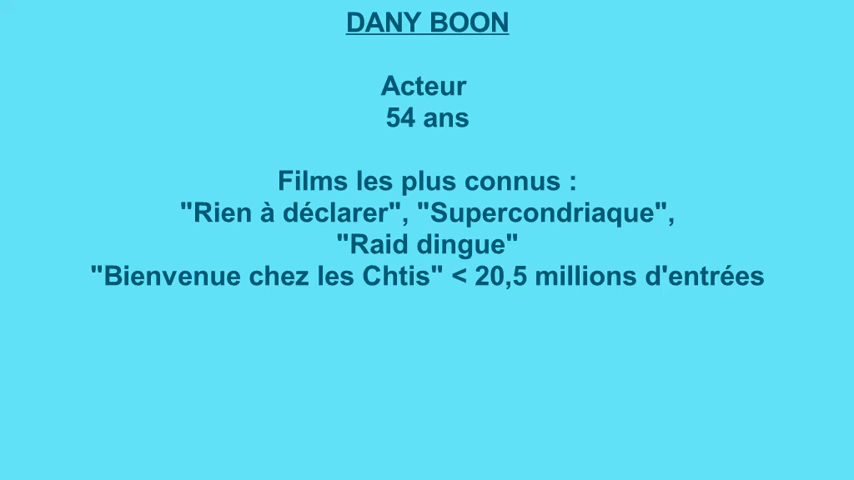 DANY BOON
Acteur
54 ans
Films les plus connus :
"Rien à déclarer", "Supercondriaque",
"Raid dingue"
"Bienvenue chez les Chtis" < 20,5 millions d'entrées